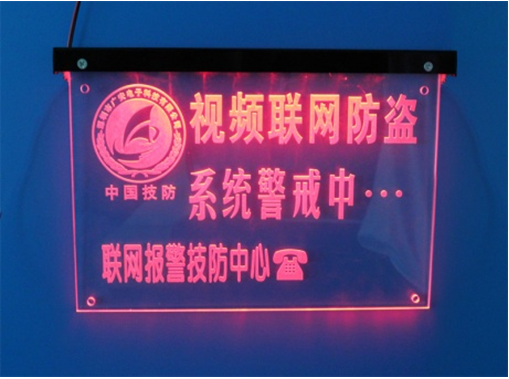 视频联网防盗
系统警戒中···
中国技防
联网报警技防中心☎